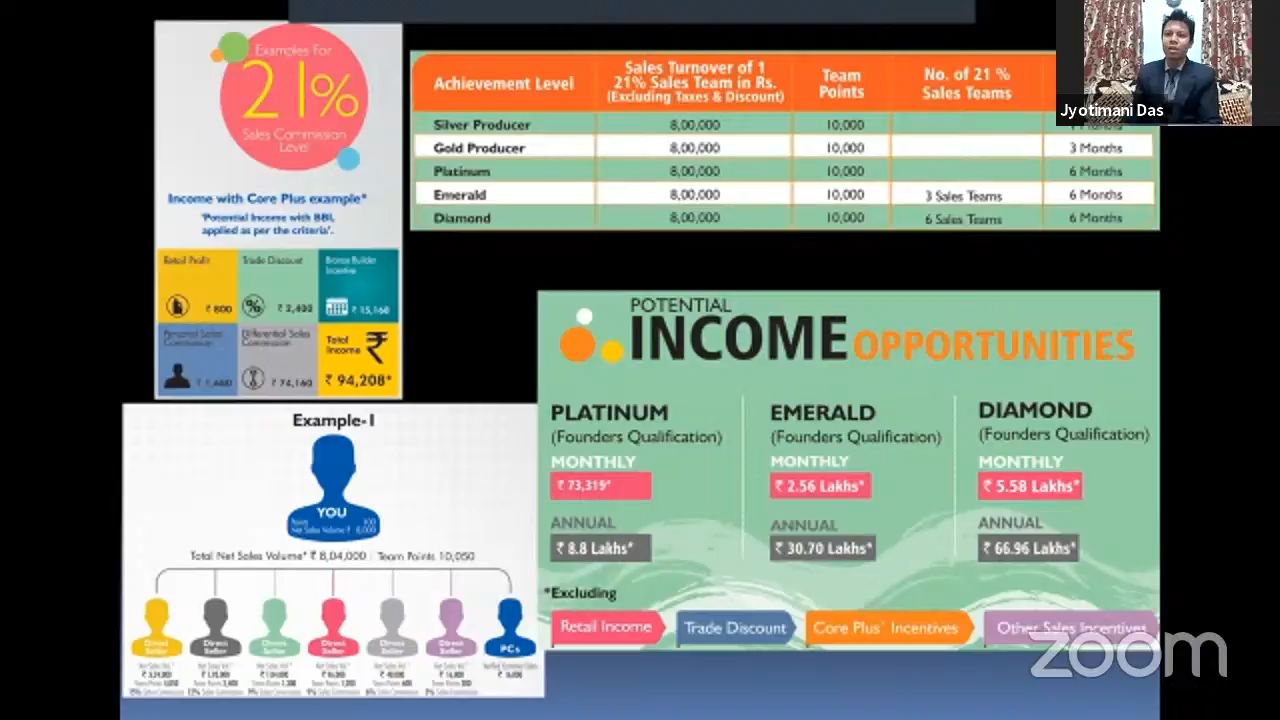 Examples For
21%
Sales Commission
Level
Income with Core Plus example*
'Potential Income with BBI,
applied as per the criteria'.
Retail Profit
₹ 800
Trade Discount
₹ 2,400
Bronze Builder
Incentive
₹ 15,160
Personal Sales
Commission
Differential Sales
Commission
₹ 74,160
Total
Income
₹
₹ 94,208*
Achievement Level
Sales Turnover of 1
21% Sales Team in Rs.
(Excluding Taxes & Discount)
Team
Points
No. of 21 %
Sales Teams
Silver Producer 8,00,000 10,000 Months
Gold Producer 8,00,000 10,000 3 Months
Platinum 8,00,000 10,000 6 Months
Emerald 8,00,000 10,000 3 Sales Teams 6 Months
Diamond 8,00,000 10,000 6 Sales Teams 6 Months
Jyotimani Das
Example-1
YOU
Points 100
Net Sales Volume ₹ 8,000
Total Net Sales Volume* ₹ 8,04,000 | Team Points 10,050
Direct
Seller
Direct
Seller
Direct
Seller
Direct
Seller
Direct
Seller
Direct
Seller
PCs
POTENTIAL
INCOME OPPORTUNITIES
PLATINUM
(Founders Qualification)
MONTHLY
₹ 73,319*
ANNUAL
₹ 8.8 Lakhs*
EMERALD
(Founders Qualification)
MONTHLY
₹ 2.56 Lakhs*
ANNUAL
₹ 30.70 Lakhs*
DIAMOND
(Founders Qualification)
MONTHLY
₹ 5.58 Lakhs*
ANNUAL
₹ 66.96 Lakhs*
*Excluding
Retail Income
Trade Discount
Core Plus+ Incentives
Other Sales Incentives
zoom